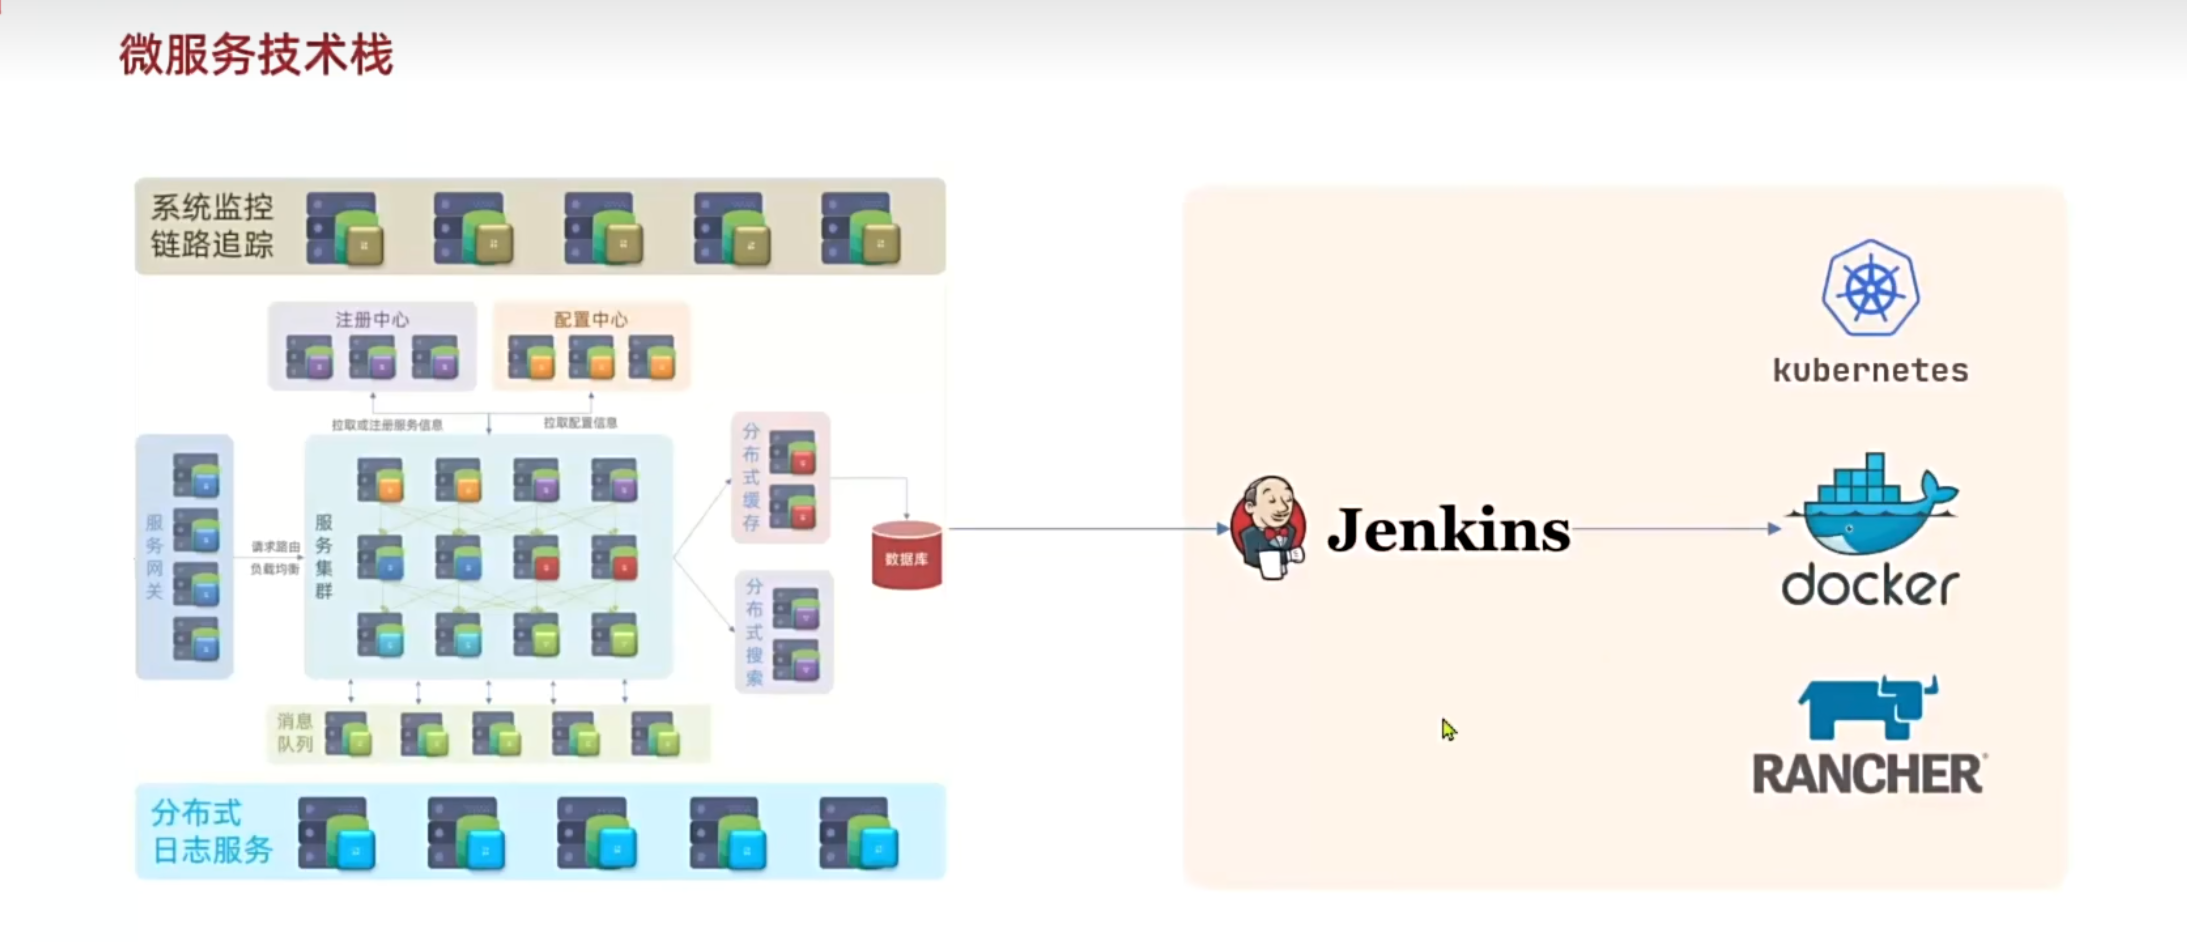 微服务技术栈
系统监控
链路追踪
注册中心
配置中心
拉取或注册服务信息
拉取配置信息
服务网关
请求路由
负载均衡
服务集群
分布式缓存
分布式搜索
数据库
消息
队列
分布式
日志服务
Jenkins
kubernetes
docker
RANCHER